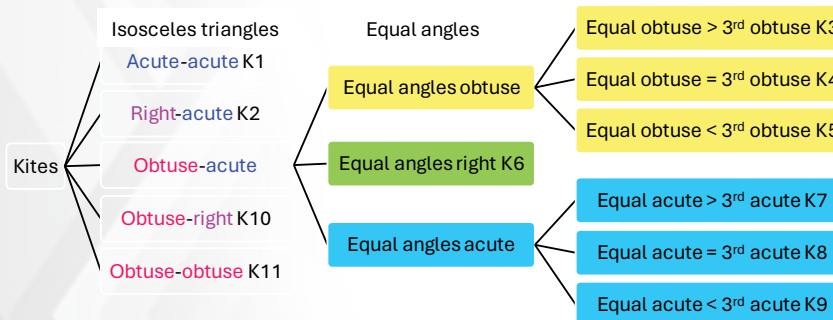 Isosceles triangles
Equal angles
Kites
Acute-acute K1
Right-acute K2
Obtuse-acute
Obtuse-right K10
Obtuse-obtuse K11
Equal angles obtuse
Equal angles right K6
Equal angles acute
Equal obtuse > 3rd obtuse K3
Equal obtuse = 3rd obtuse K4
Equal obtuse < 3rd obtuse K5
Equal acute > 3rd acute K7
Equal acute = 3rd acute K8
Equal acute < 3rd acute K9